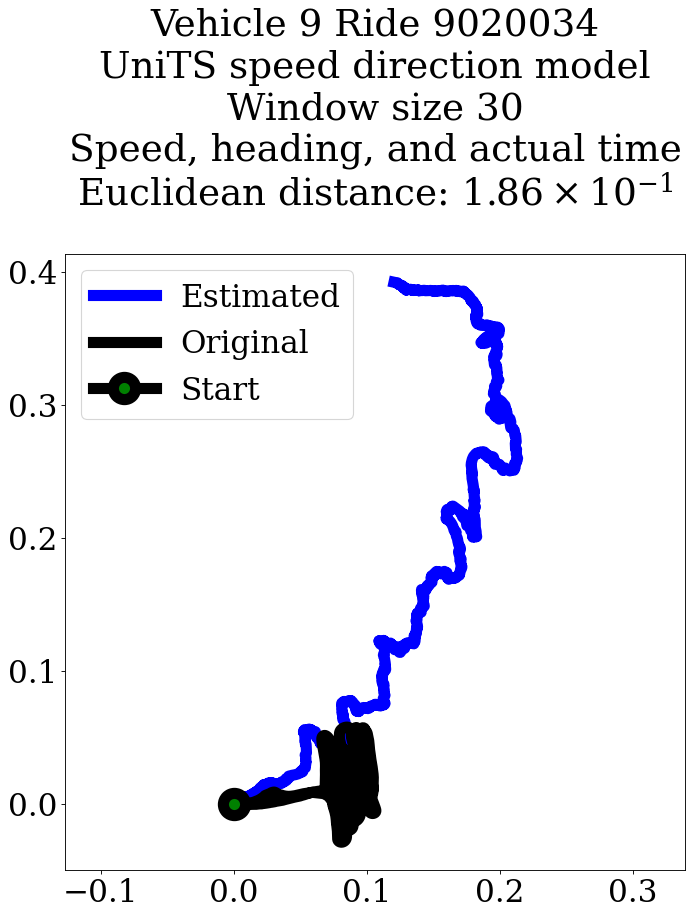 Vehicle 9 Ride 9020034
UniTS speed direction model
Window size 30
Speed, heading, and actual time
Euclidean distance: 1.86 × 10⁻¹
Estimated
Original
Start
0.4
0.3
0.2
0.1
0.0
−0.1 0.0 0.1 0.2 0.3